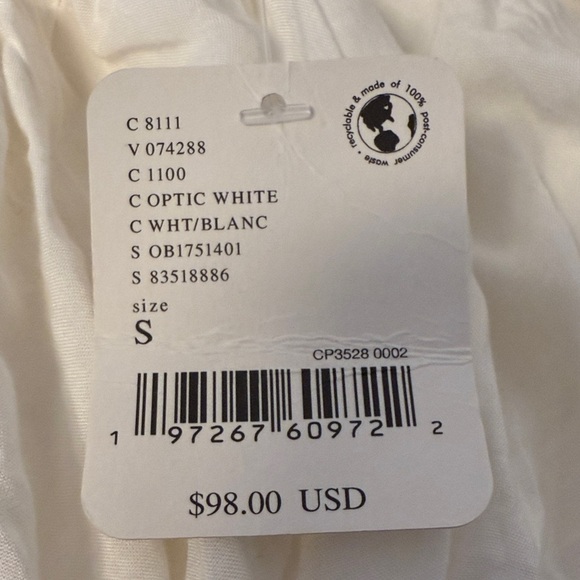 recyclable & made of 100% post-consumer waste •
C 8111
V 074288
C 1100
C OPTIC WHITE
C WHT/BLANC
S OB1751401
S 83518886
size
S
CP3528 0002
1 97267 60972 2
$98.00 USD